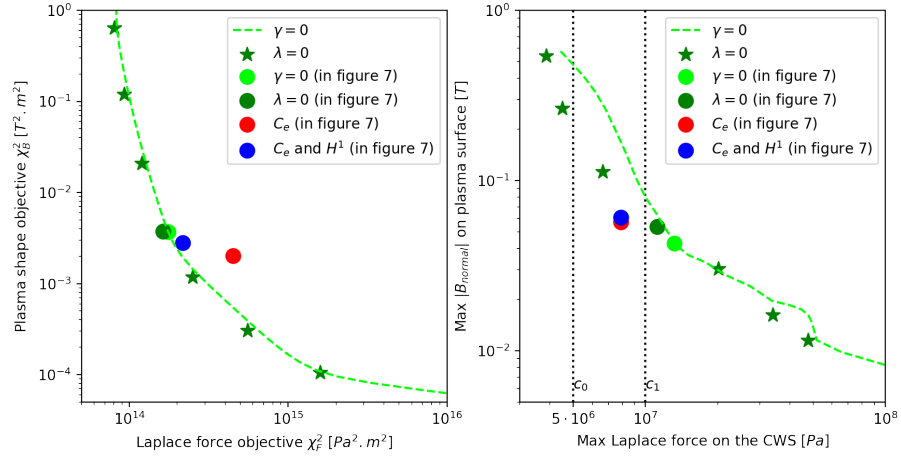 10⁰
10⁻¹
10⁻²
10⁻³
10⁻⁴
Plasma shape objective χ_B² [T². m²]
10¹⁴
10¹⁵
10¹⁶
Laplace force objective χ_F² [Pa². m²]
γ = 0
λ = 0
γ = 0 (in figure 7)
λ = 0 (in figure 7)
C_e (in figure 7)
C_e and H¹ (in figure 7)
10⁰
10⁻¹
10⁻²
Max |B_normal| on plasma surface [T]
c₀
c₁
5 · 10⁶
10⁷
10⁸
Max Laplace force on the CWS [Pa]
γ = 0
λ = 0
γ = 0 (in figure 7)
λ = 0 (in figure 7)
C_e (in figure 7)
C_e and H¹ (in figure 7)